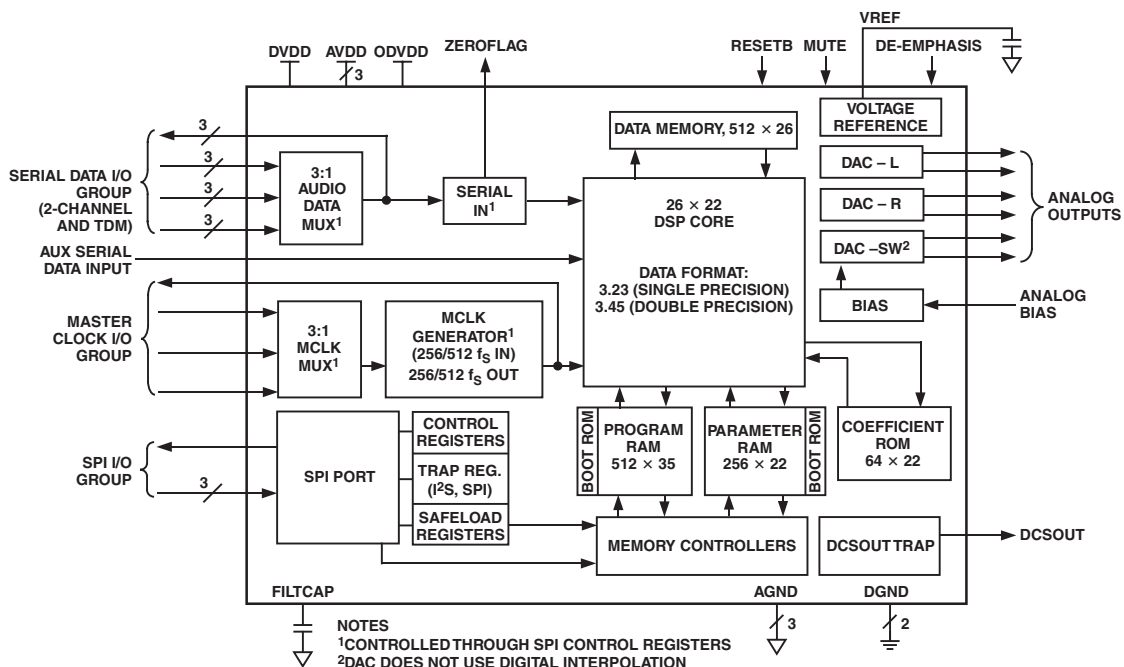 DVDD
AVDD
3
ODVDD
ZEROFLAG
RESETB
MUTE
DE-EMPHASIS
VREF
VOLTAGE
REFERENCE
3
3
3
3
SERIAL DATA I/O
GROUP
(2-CHANNEL
AND TDM)
3:1
AUDIO
DATA
MUX¹
SERIAL
IN¹
DATA MEMORY, 512 × 26
26 × 22
DSP CORE
DATA FORMAT:
3.23 (SINGLE PRECISION)
3.45 (DOUBLE PRECISION)
DAC – L
DAC – R
DAC –SW²
ANALOG
OUTPUTS
BIAS
ANALOG
BIAS
AUX SERIAL
DATA INPUT
MASTER
CLOCK I/O
GROUP
3:1
MCLK
MUX¹
MCLK
GENERATOR¹
(256/512 fS IN)
256/512 fS OUT
SPI I/O
GROUP
3
SPI PORT
CONTROL
REGISTERS
TRAP REG.
(I²S, SPI)
SAFELOAD
REGISTERS
BOOT ROM
PROGRAM
RAM
512 × 35
PARAMETER
RAM
256 × 22
BOOT ROM
COEFFICIENT
ROM
64 × 22
MEMORY CONTROLLERS
DCSOUT TRAP
DCSOUT
FILTCAP
AGND
3
DGND
2
NOTES
¹CONTROLLED THROUGH SPI CONTROL REGISTERS
²DAC DOES NOT USE DIGITAL INTERPOLATION